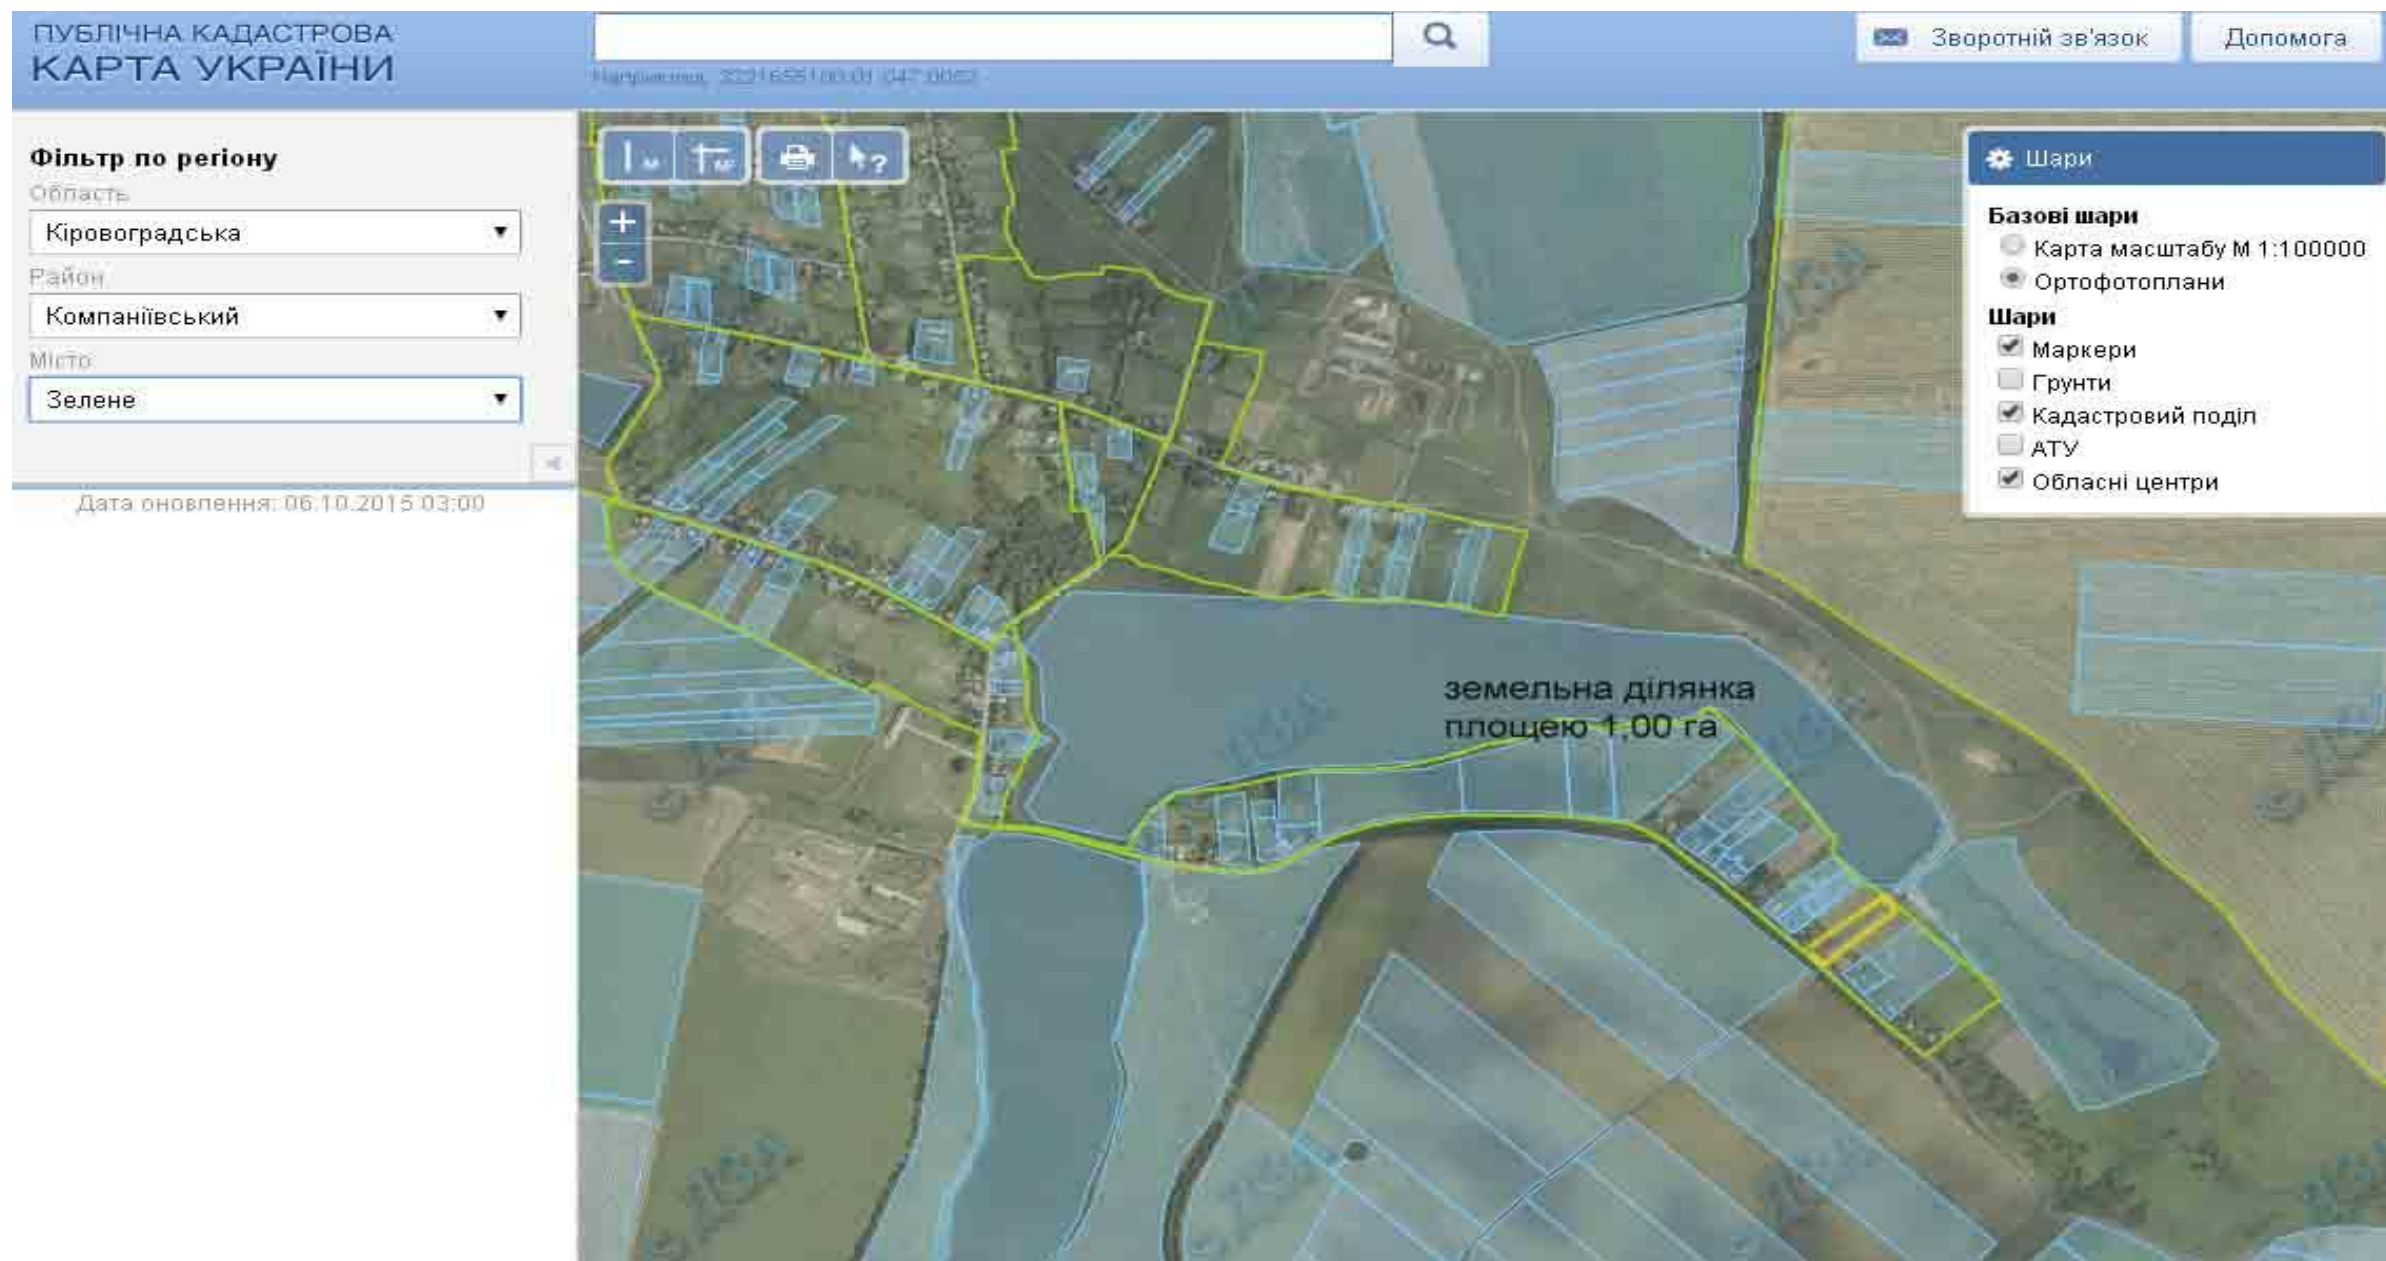 ПУБЛІЧНА КАДАСТРОВА
КАРТА УКРАЇНИ
Зворотній зв'язок
Допомога
Фільтр по регіону
Область
Кіровоградська
Район
Компаніївський
Місто
Зелене
Дата оновлення: 06.10.2015 03:00
Шари
Базові шари
Карта масштабу М 1:100000
Ортофотоплани
Шари
Маркери
Грунти
Кадастровий поділ
АТУ
Обласні центри
земельна ділянка
площею 1,00 га